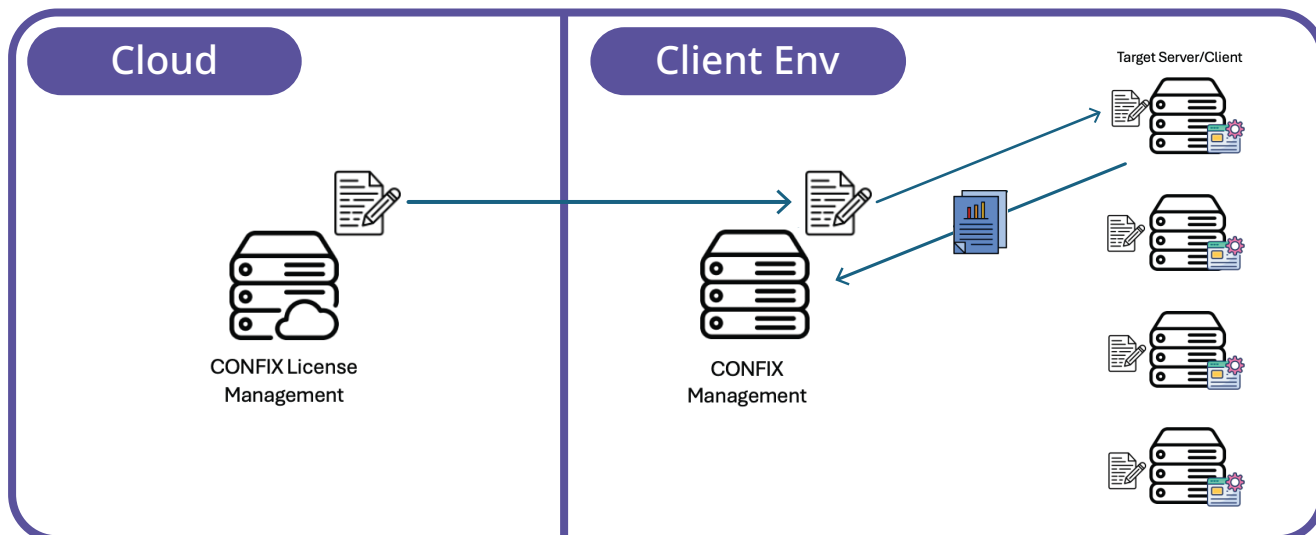 Cloud
Client Env
Target Server/Client
CONFIX License
Management
CONFIX
Management